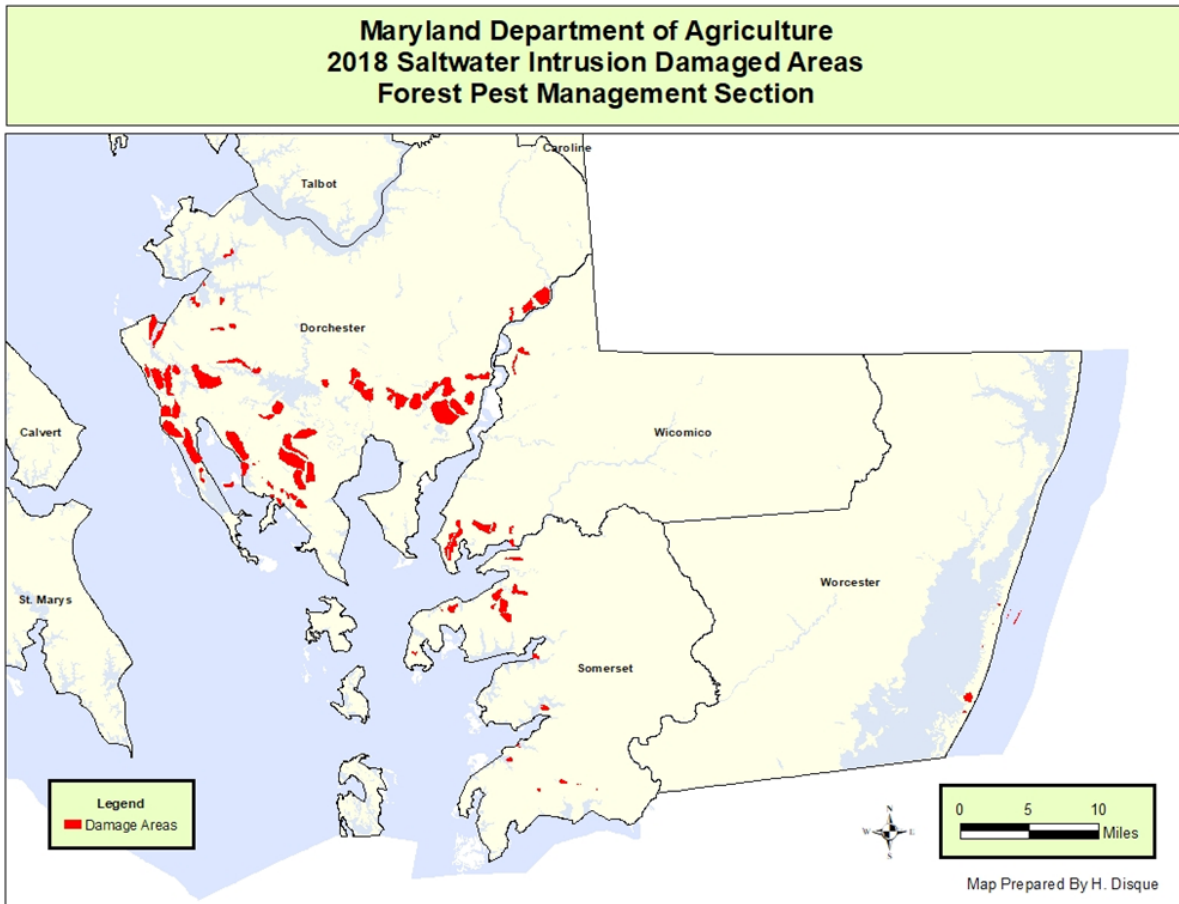 Maryland Department of Agriculture
2018 Saltwater Intrusion Damaged Areas
Forest Pest Management Section
Caroline
Talbot
Dorchester
Calvert
Wicomico
St. Marys
Worcester
Somerset
Legend
Damage Areas
N
W E
S
0 5 10
Miles
Map Prepared By H. Disque